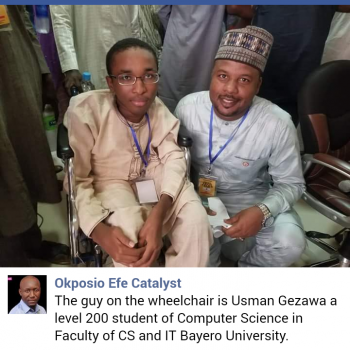 Okposio Efe Catalyst
The guy on the wheelchair is Usman Gezawa a
level 200 student of Computer Science in
Faculty of CS and IT Bayero University.